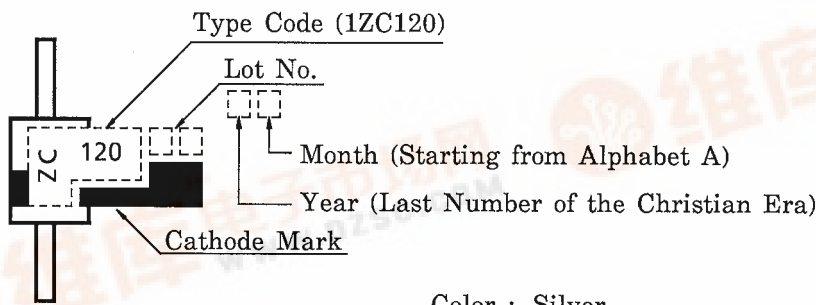 Type Code (1ZC120)
Lot No.
ZC 120
Month (Starting from Alphabet A)
Year (Last Number of the Christian Era)
Cathode Mark
Color : Silver